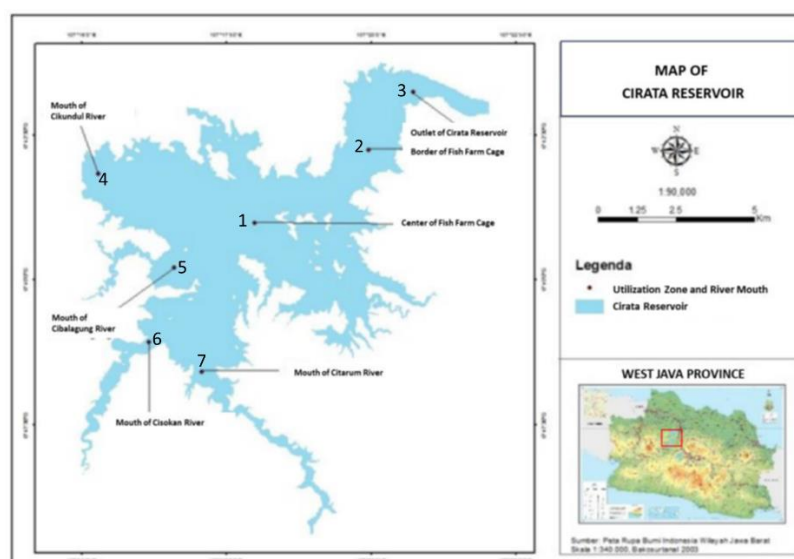 MAP OF
CIRATA RESERVOIR
N
W E
S
1:90,000
0 1.25 2.5 5
Km
Legenda
Utilization Zone and River Mouth
Cirata Reservoir
WEST JAVA PROVINCE
Sumber: Peta Rupa Bumi Indonesia Wilayah Jawa Barat
Skala 1:340.000, Bakosurtanal 2003
3
Outlet of Cirata Reservoir
2
Border of Fish Farm Cage
Mouth of
Cikundul River
4
1
Center of Fish Farm Cage
5
Mouth of
Cibalagung River
6
Mouth of Cisokan River
7
Mouth of Citarum River